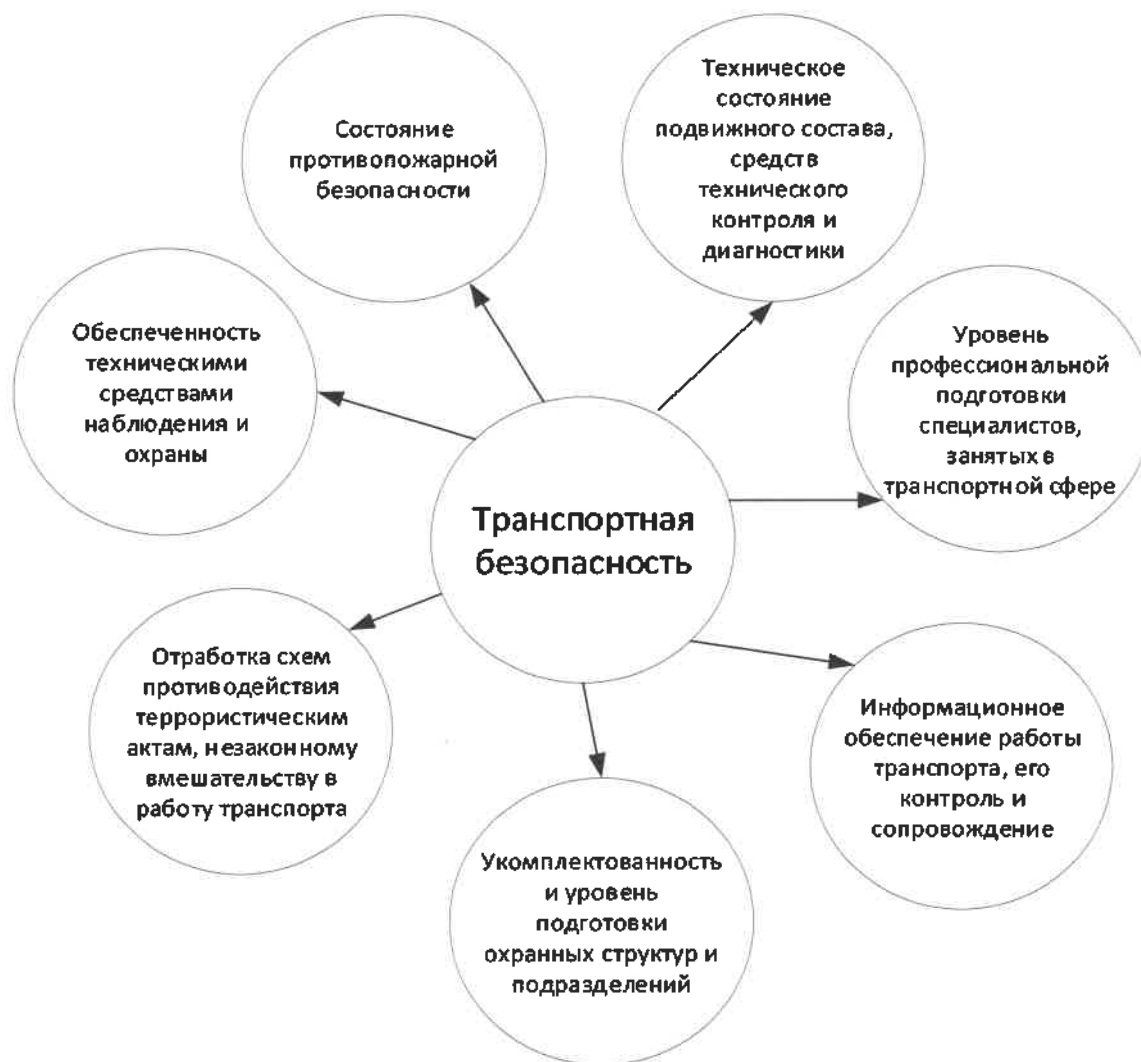 Состояние
противопожарной
безопасности
Техническое
состояние
подвижного состава,
средств
технического
контроля и
диагностики
Обеспеченность
техническими
средствами
наблюдения и
охраны
Уровень
профессиональной
подготовки
специалистов,
занятых в
транспортной сфере
Транспортная
безопасность
Отработка схем
противодействия
террористическим
актам, незаконному
вмешательству в
работу транспорта
Информационное
обеспечение работы
транспорта, его
контроль и
сопровождение
Укомплектованность
и уровень
подготовки
охранных структур и
подразделений